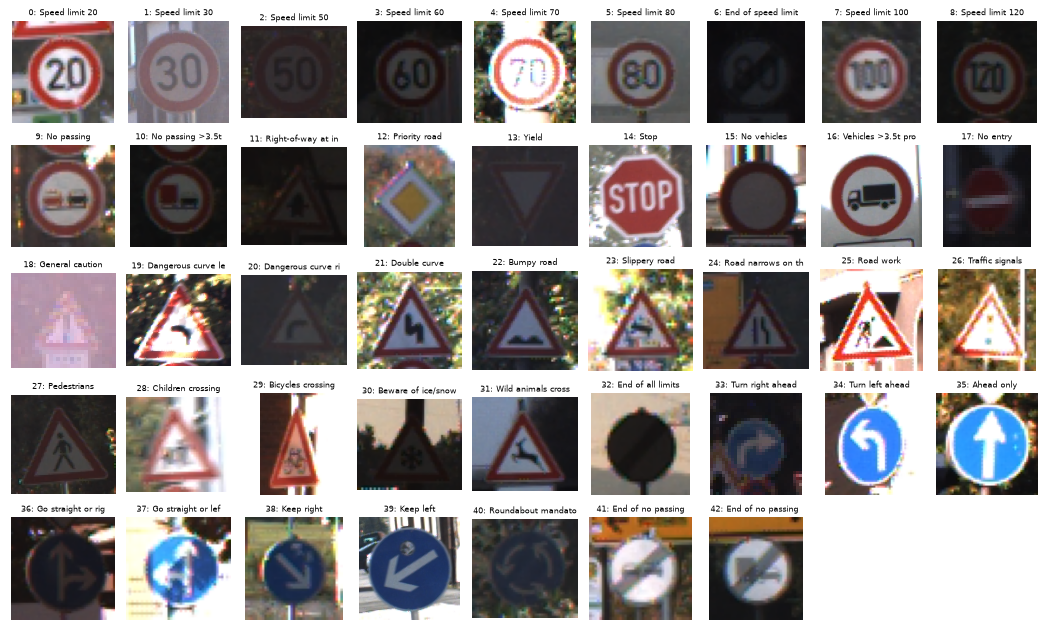 0: Speed limit 20
1: Speed limit 30
2: Speed limit 50
3: Speed limit 60
4: Speed limit 70
5: Speed limit 80
6: End of speed limit
7: Speed limit 100
8: Speed limit 120
20
30
50
60
70
80
80
100
120
9: No passing
10: No passing >3.5t
11: Right-of-way at in
12: Priority road
13: Yield
14: Stop
15: No vehicles
16: Vehicles >3.5t pro
17: No entry
STOP
18: General caution
19: Dangerous curve le
20: Dangerous curve ri
21: Double curve
22: Bumpy road
23: Slippery road
24: Road narrows on th
25: Road work
26: Traffic signals
27: Pedestrians
28: Children crossing
29: Bicycles crossing
30: Beware of ice/snow
31: Wild animals cross
32: End of all limits
33: Turn right ahead
34: Turn left ahead
35: Ahead only
36: Go straight or rig
37: Go straight or lef
38: Keep right
39: Keep left
40: Roundabout mandato
41: End of no passing
42: End of no passing